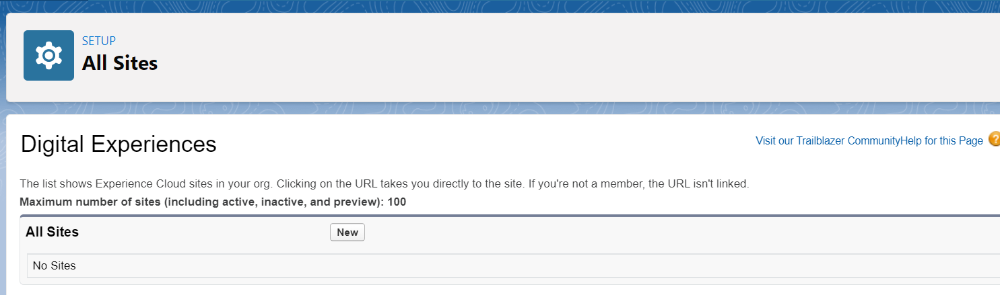 SETUP
All Sites
Digital Experiences
Visit our Trailblazer CommunityHelp for this Page ?
The list shows Experience Cloud sites in your org. Clicking on the URL takes you directly to the site. If you're not a member, the URL isn't linked.
Maximum number of sites (including active, inactive, and preview): 100
All Sites New
No Sites